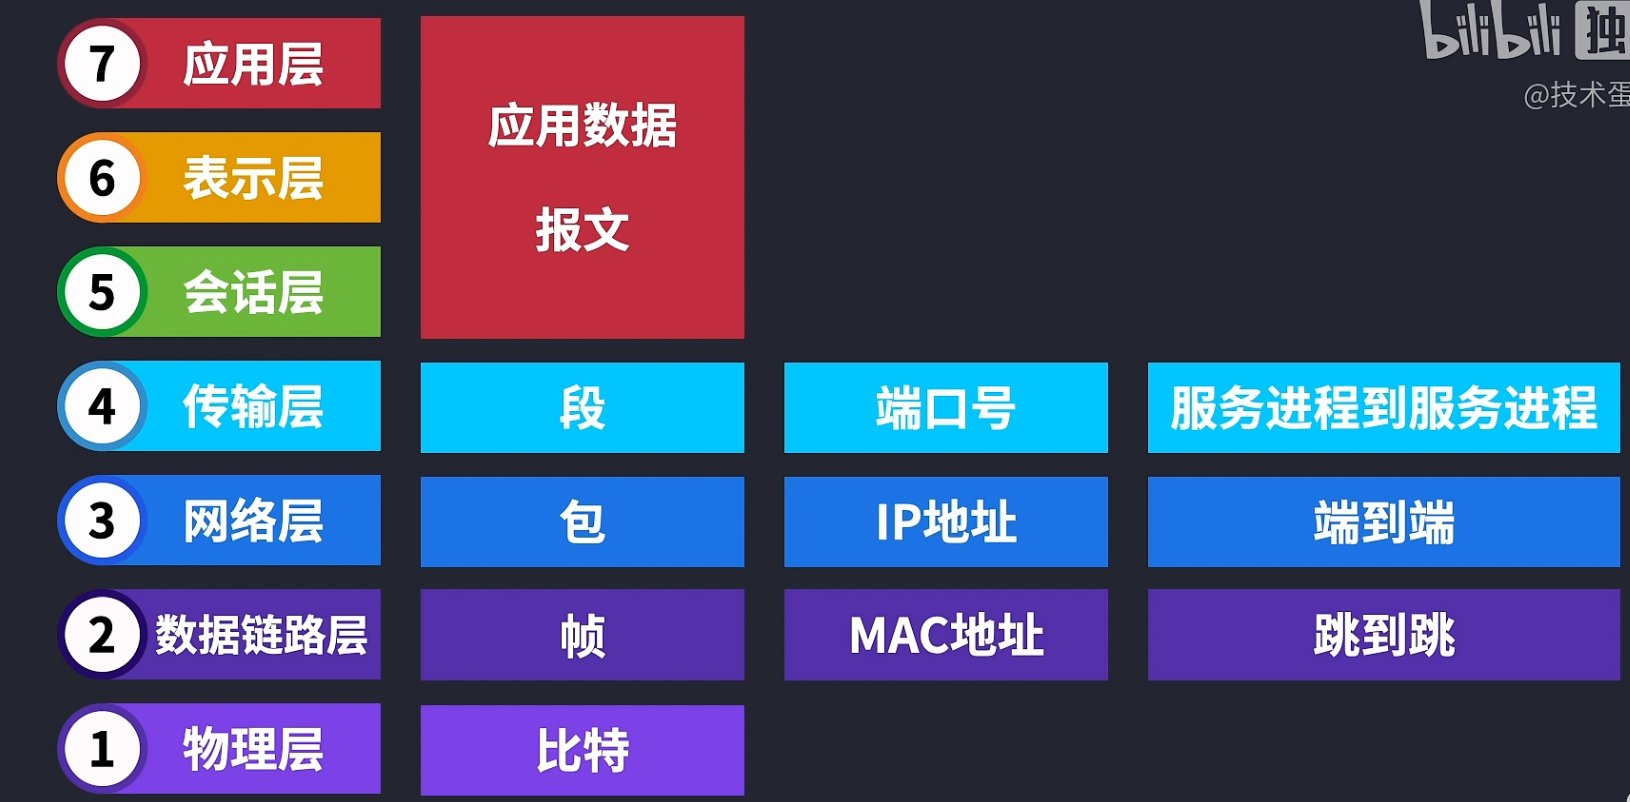 bilibili 独
@技术蛋
7 应用层
应用数据
报文
6 表示层
5 会话层
4 传输层 段 端口号 服务进程到服务进程
3 网络层 包 IP地址 端到端
2 数据链路层 帧 MAC地址 跳到跳
1 物理层 比特